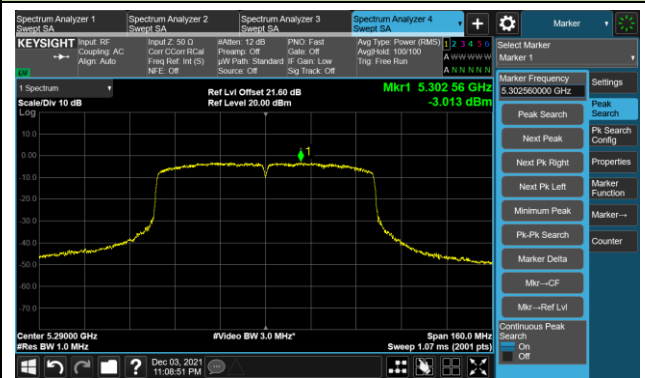 Spectrum Analyzer 1
Swept SA
Spectrum Analyzer 2
Swept SA
Spectrum Analyzer 3
Swept SA
Spectrum Analyzer 4
Swept SA
Marker
KEYSIGHT
Input: RF
Coupling: AC
Align: Auto
Input Z: 50 Ω
Corr CCorr RCal
Freq Ref: Int (S)
NFE: Off
#Atten: 12 dB
Preamp: Off
µW Path: Standard
Source: Off
PNO: Fast
Gate: Off
IF Gain: Low
Sig Track: Off
Avg Type: Power (RMS)
Avg|Hold: 100/100
Trig: Free Run
1 2 3 4 5 6
A W W W W W
A N N N N N
LXI
Select Marker
Marker 1
1 Spectrum
Scale/Div 10 dB
Log
Ref Lvl Offset 21.60 dB
Ref Level 20.00 dBm
Mkr1 5.302 56 GHz
-3.013 dBm
10.0
0.00
-10.0
-20.0
-30.0
-40.0
-50.0
-60.0
-70.0
1
Center 5.29000 GHz
#Res BW 1.0 MHz
#Video BW 3.0 MHz*
Span 160.0 MHz
Sweep 1.07 ms (2001 pts)
Marker Frequency
5.302560000 GHz
Peak Search
Next Peak
Next Pk Right
Next Pk Left
Minimum Peak
Pk-Pk Search
Marker Delta
Mkr→CF
Mkr→Ref Lvl
Continuous Peak
Search
On
Off
Settings
Peak
Search
Pk Search
Config
Properties
Marker
Function
Marker→
Counter
?
Dec 03, 2021
11:08:51 PM